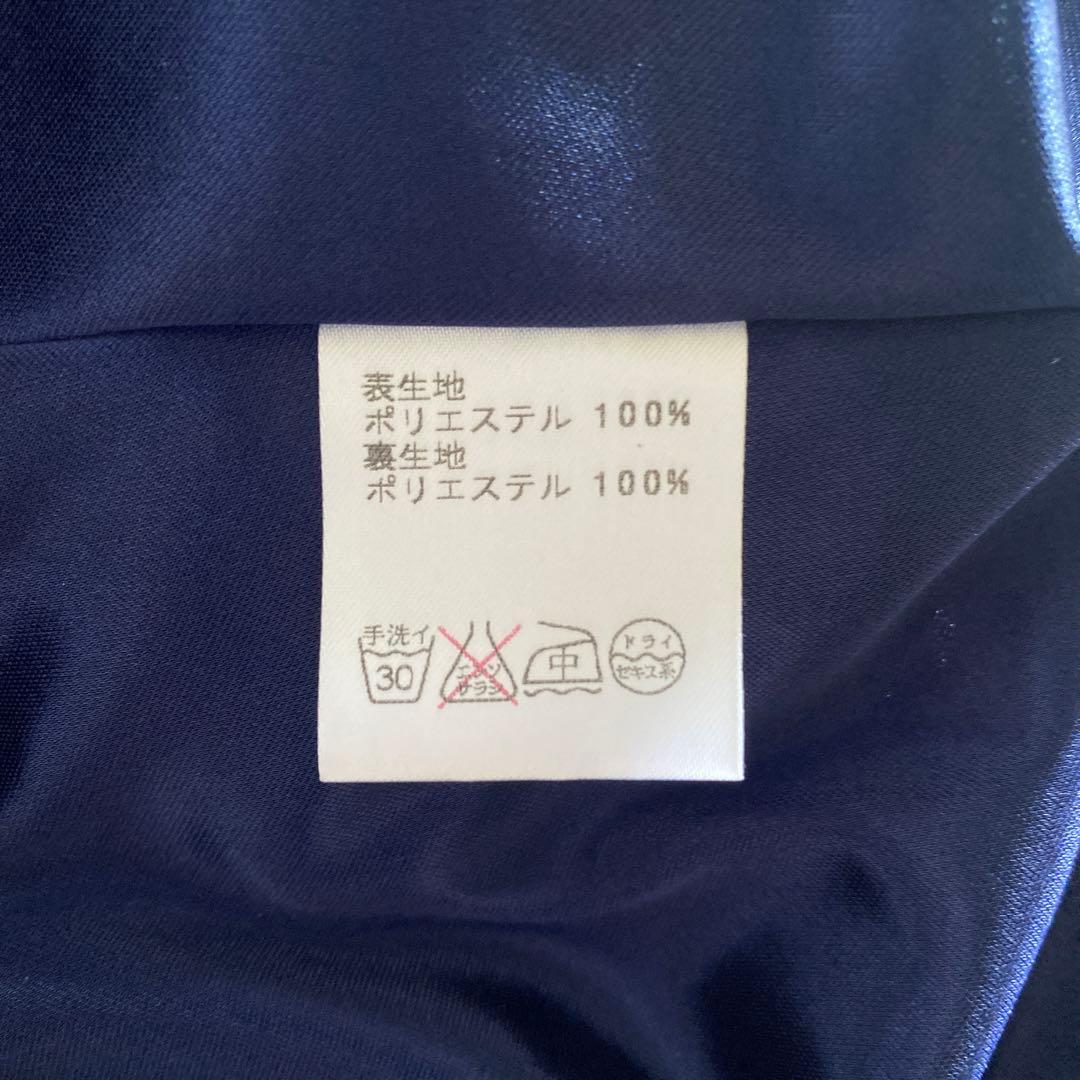 表生地
ポリエステル 100%
裏生地
ポリエステル 100%
手洗イ
30
エンソ
サラシ
中
ドライ
セキユ系